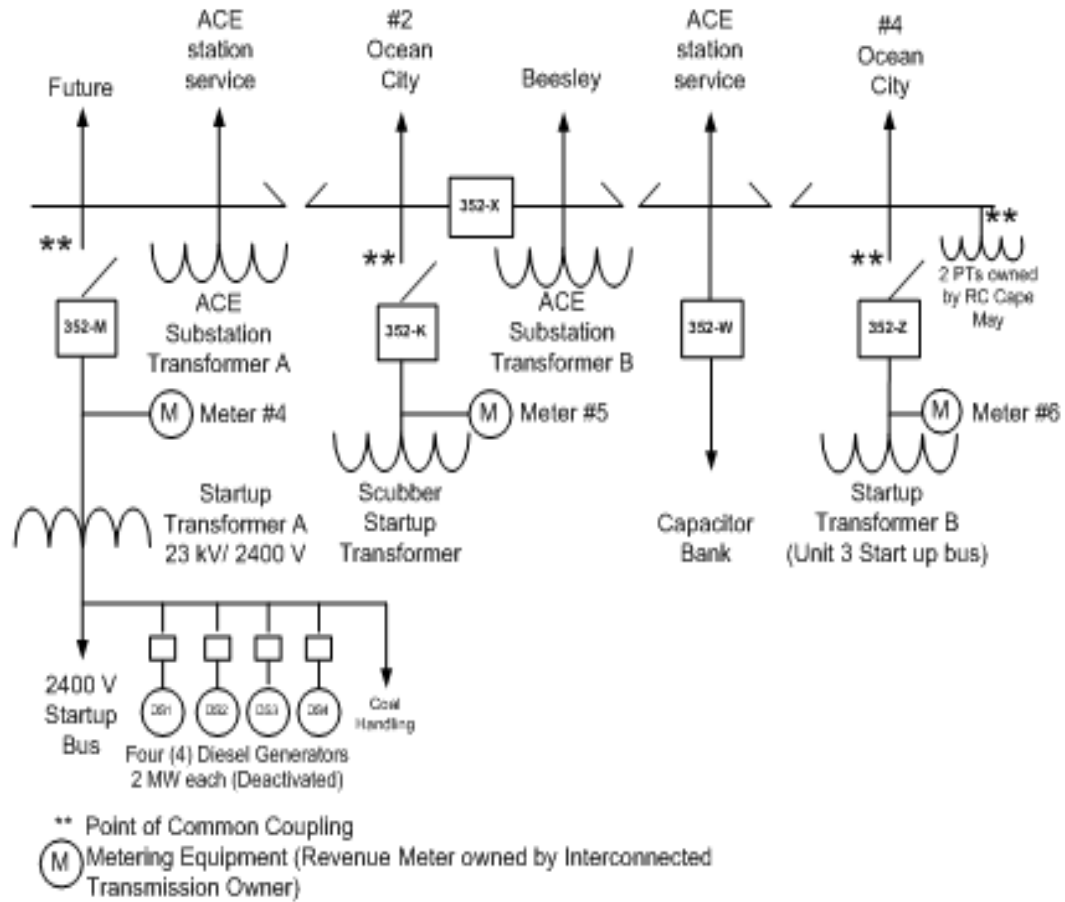 Future
ACE
station
service
#2
Ocean
City
Beesley
ACE
station
service
#4
Ocean
City
352-X
**
**
**
**
2 PTs owned
by RC Cape
May
ACE
Substation
Transformer A
ACE
Substation
Transformer B
352-M
352-K
352-W
352-Z
M Meter #4
M Meter #5
M Meter #6
Startup
Transformer A
23 kV/ 2400 V
Scubber
Startup
Transformer
Capacitor
Bank
Startup
Transformer B
(Unit 3 Start up bus)
2400 V
Startup
Bus
DS1
DS2
DS3
DS4
Coal
Handling
Four (4) Diesel Generators
2 MW each (Deactivated)
** Point of Common Coupling
M Metering Equipment (Revenue Meter owned by Interconnected
Transmission Owner)